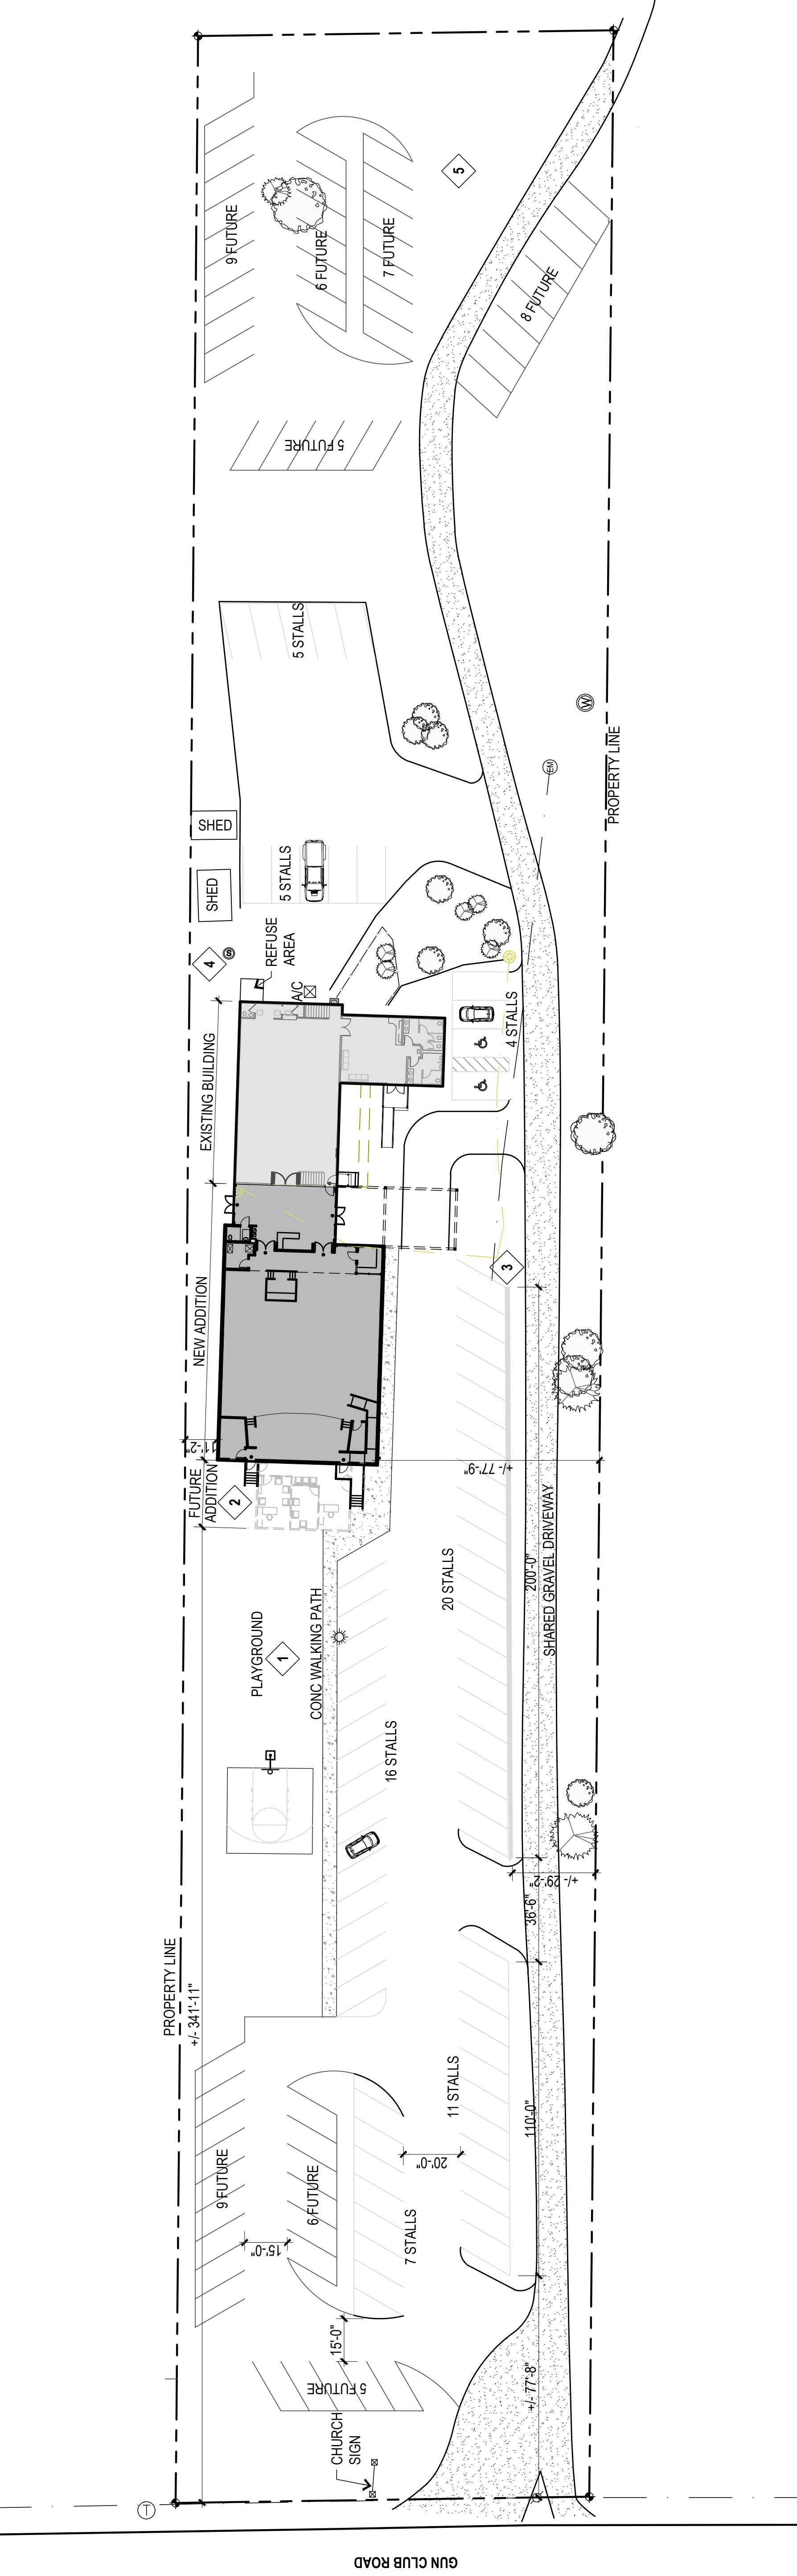 5
9 FUTURE
6 FUTURE
7 FUTURE
8 FUTURE
5 FUTURE
5 STALLS
W
EM
PROPERTY LINE
SHED
SHED
5 STALLS
4
S
REFUSE
AREA
A/C
4 STALLS
EXISTING BUILDING
3
NEW ADDITION
11'-2"
+/- 77'-9"
FUTURE
ADDITION
2
SHARED GRAVEL DRIVEWAY
200'-0"
20 STALLS
PLAYGROUND
1
CONC WALKING PATH
16 STALLS
+/- 29'-2"
36'-6"
PROPERTY LINE
+/- 341'-11"
11 STALLS
110'-0"
20'-0"
9 FUTURE
6 FUTURE
7 STALLS
15'-0"
15'-0"
5 FUTURE
+/- 77'-8"
CHURCH
SIGN
T
GUN CLUB ROAD